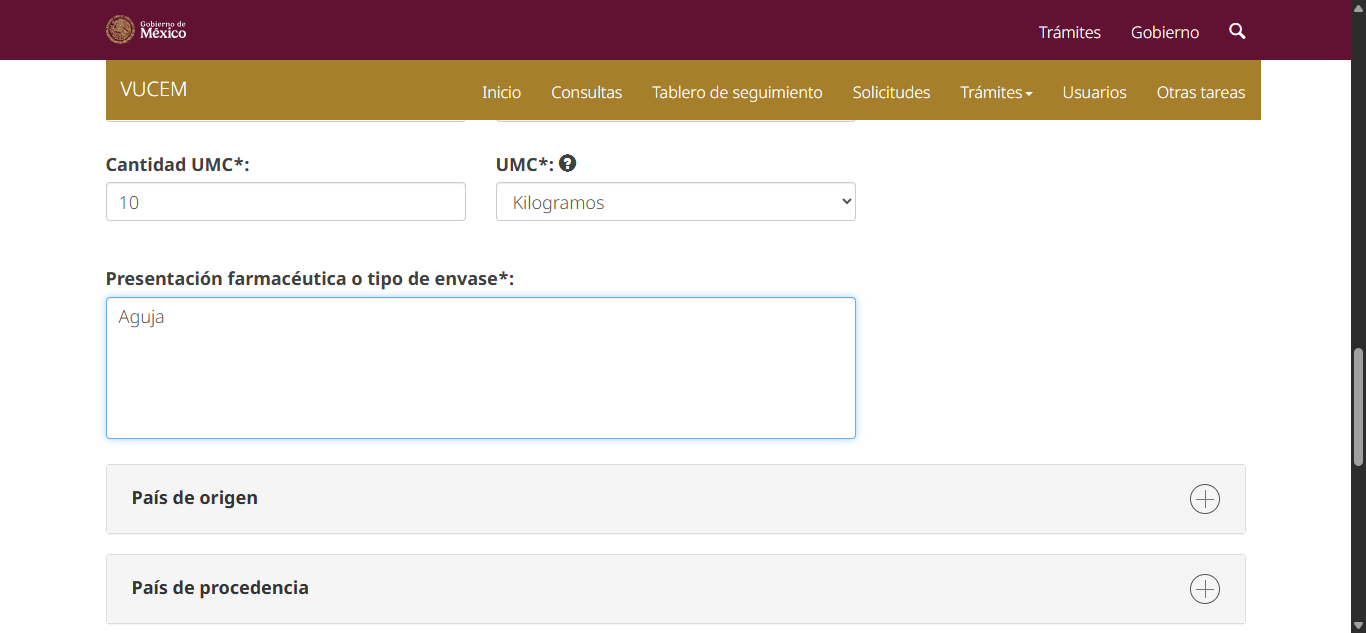 Gobierno de
México
Trámites
Gobierno
VUCEM
Inicio
Consultas
Tablero de seguimiento
Solicitudes
Trámites
Usuarios
Otras tareas
Cantidad UMC*:
UMC*: ?
10
Kilogramos
Presentación farmacéutica o tipo de envase*:
Aguja
País de origen
País de procedencia